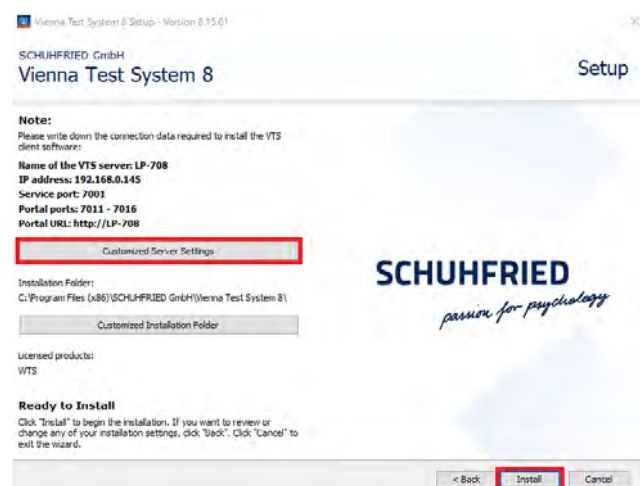 Vienna Test System 8 Setup - Version 8.15.01
SCHUHFRIED GmbH
Vienna Test System 8
Setup
Note:
Please write down the connection data required to install the VTS
client software:
Name of the VTS server: LP-708
IP address: 192.168.0.145
Service port: 7001
Portal ports: 7011 - 7016
Portal URL: http://LP-708
Customized Server Settings
Installation Folder:
C:\Program Files (x86)\SCHUHFRIED GmbH\Vienna Test System 8\
Customized Installation Folder
Licensed products:
WTS
Ready to Install
Click "Install" to begin the installation. If you want to review or
change any of your installation settings, click "Back". Click "Cancel" to
exit the wizard.
SCHUHFRIED
passion for psychology
< Back
Install
Cancel